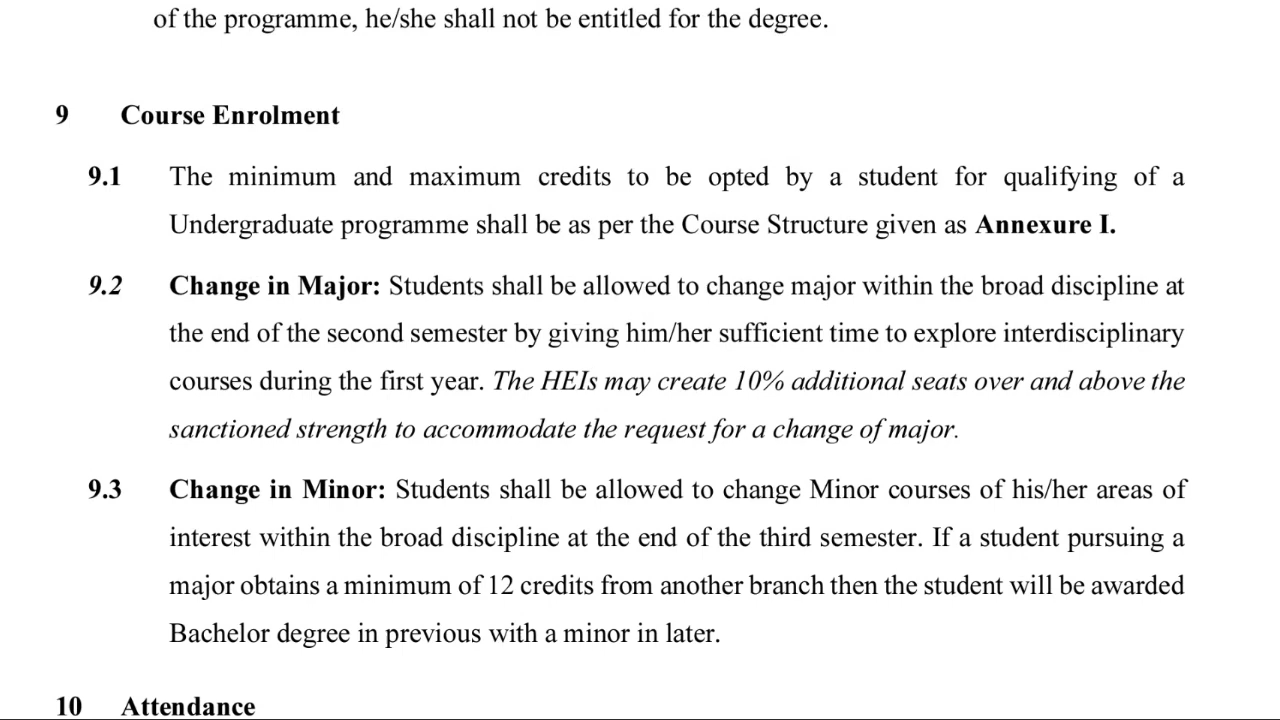 of the programme, he/she shall not be entitled for the degree.
9 Course Enrolment
9.1 The minimum and maximum credits to be opted by a student for qualifying of a
Undergraduate programme shall be as per the Course Structure given as Annexure I.
9.2 Change in Major: Students shall be allowed to change major within the broad discipline at
the end of the second semester by giving him/her sufficient time to explore interdisciplinary
courses during the first year. The HEIs may create 10% additional seats over and above the
sanctioned strength to accommodate the request for a change of major.
9.3 Change in Minor: Students shall be allowed to change Minor courses of his/her areas of
interest within the broad discipline at the end of the third semester. If a student pursuing a
major obtains a minimum of 12 credits from another branch then the student will be awarded
Bachelor degree in previous with a minor in later.
10 Attendance